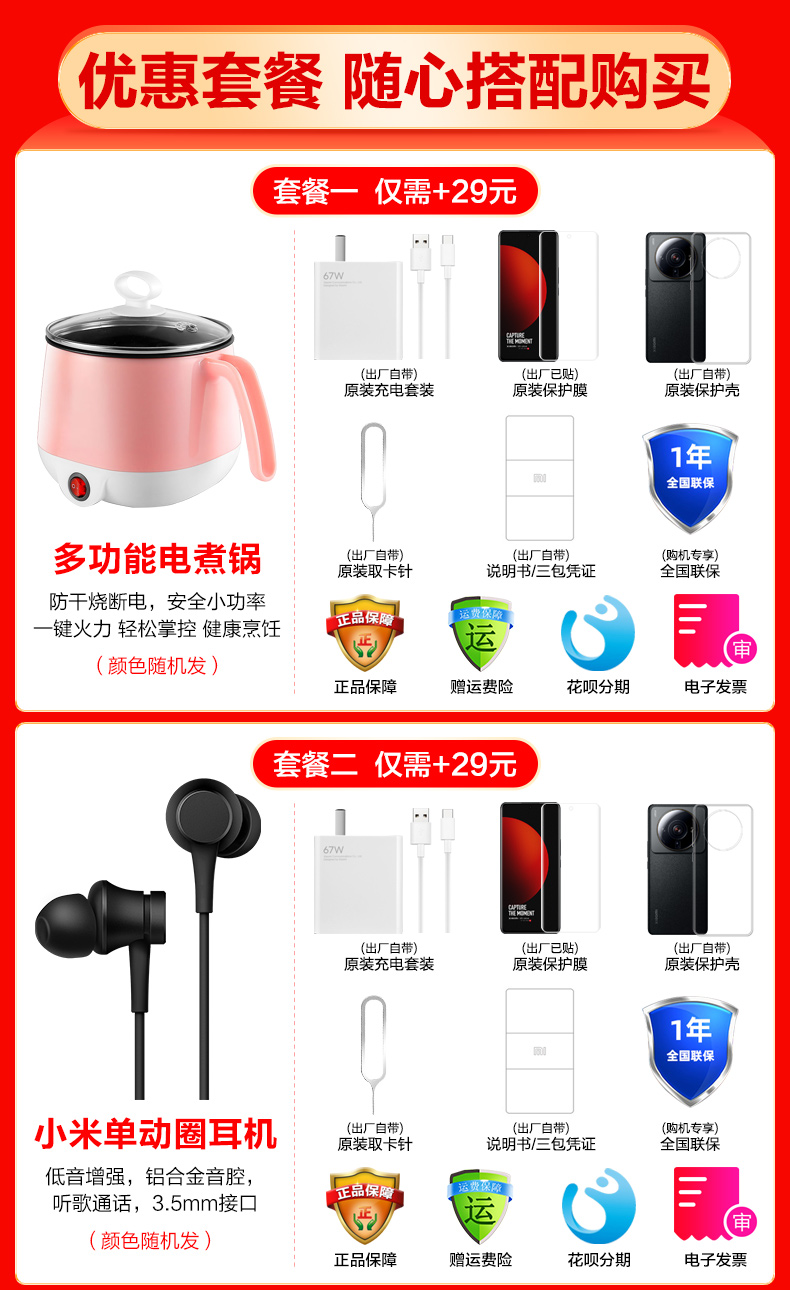 优惠套餐 随心搭配购买
套餐一 仅需+29元
67W
CAPTURE
THE MOMENT
(出厂自带)
原装充电套装
(出厂已贴)
原装保护膜
(出厂自带)
原装保护壳
1年
全国联保
(出厂自带)
原装取卡针
(出厂自带)
说明书/三包凭证
(购机专享)
全国联保
多功能电煮锅
防干烧断电，安全小功率
一键火力 轻松掌控 健康烹饪
（颜色随机发）
正品保障
正
运费保障
运
审
正品保障
赠运费险
花呗分期
电子发票
套餐二 仅需+29元
67W
CAPTURE
THE MOMENT
(出厂自带)
原装充电套装
(出厂已贴)
原装保护膜
(出厂自带)
原装保护壳
1年
全国联保
(出厂自带)
原装取卡针
(出厂自带)
说明书/三包凭证
(购机专享)
全国联保
小米单动圈耳机
低音增强，铝合金音腔，
听歌通话，3.5mm接口
（颜色随机发）
正品保障
正
运费保障
运
审
正品保障
赠运费险
花呗分期
电子发票